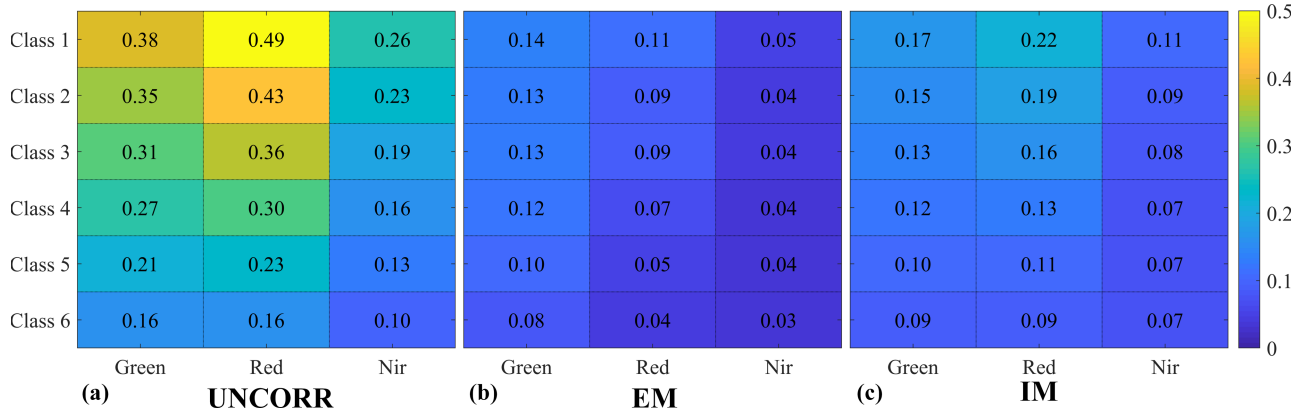 Class 1 0.38 0.49 0.26 0.14 0.11 0.05 0.17 0.22 0.11 0.5
Class 2 0.35 0.43 0.23 0.13 0.09 0.04 0.15 0.19 0.09 0.4
Class 3 0.31 0.36 0.19 0.13 0.09 0.04 0.13 0.16 0.08 0.3
Class 4 0.27 0.30 0.16 0.12 0.07 0.04 0.12 0.13 0.07 0.2
Class 5 0.21 0.23 0.13 0.10 0.05 0.04 0.10 0.11 0.07 0.1
Class 6 0.16 0.16 0.10 0.08 0.04 0.03 0.09 0.09 0.07 0
Green Red Nir Green Red Nir Green Red Nir
(a) UNCORR (b) EM (c) IM